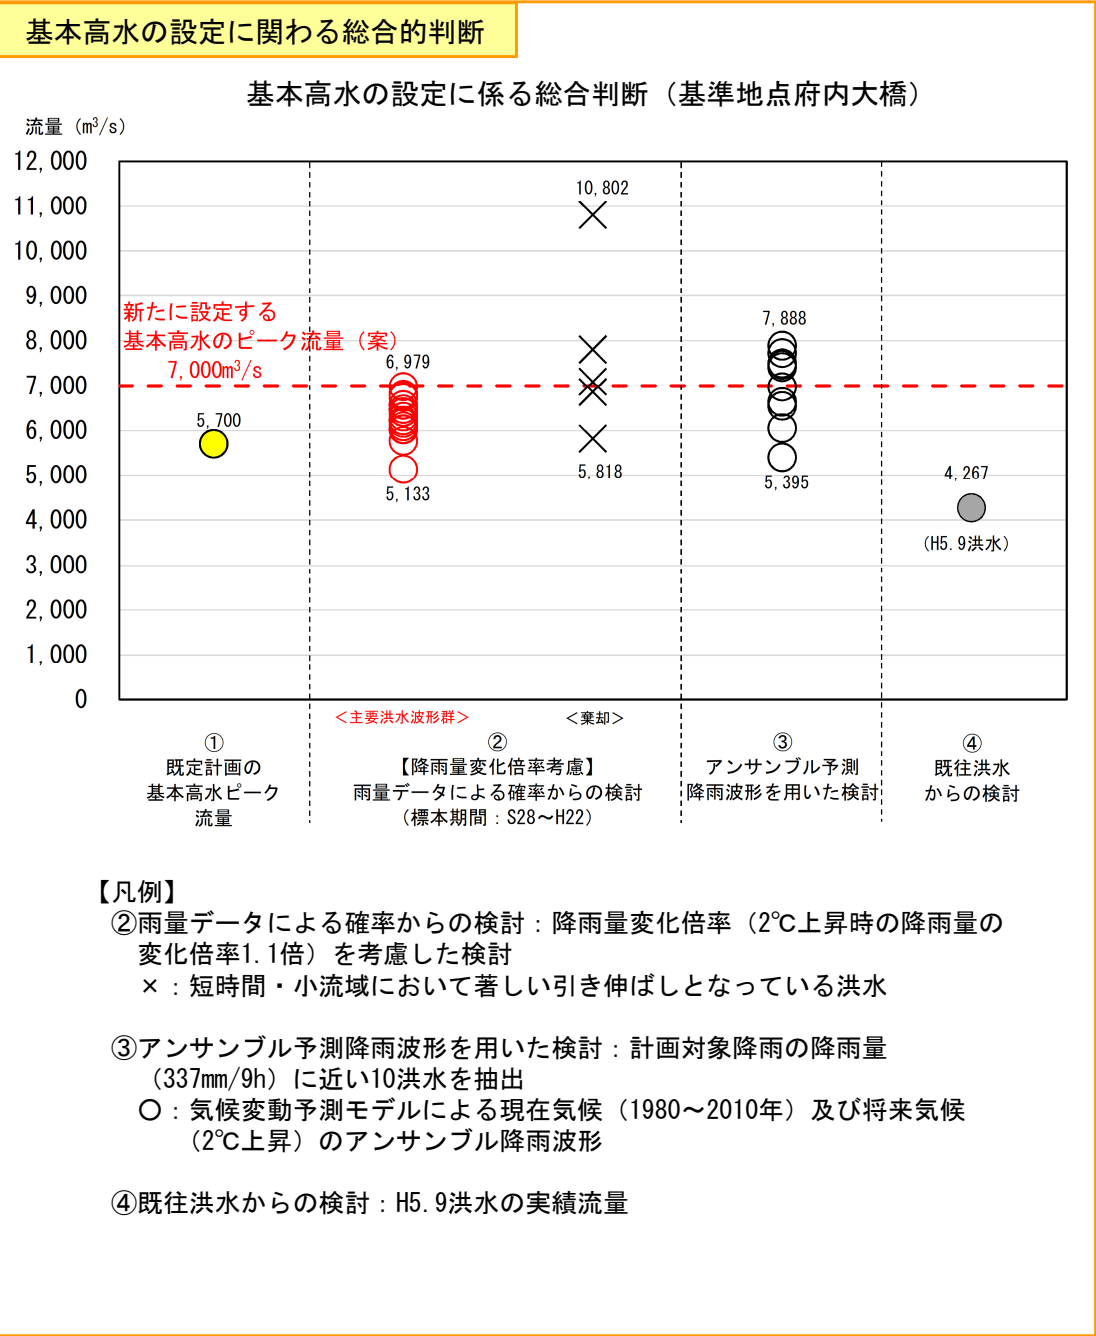 基本高水の設定に関わる総合的判断
基本高水の設定に係る総合判断（基準地点府内大橋）
流量（m³/s）
12,000
11,000
10,000
9,000
8,000
7,000
6,000
5,000
4,000
3,000
2,000
1,000
0
新たに設定する
基本高水のピーク流量（案）
7,000m³/s
5,700
6,979
5,133
10,802
5,818
7,888
5,395
4,267
（H5.9洪水）
＜主要洪水波形群＞
＜棄却＞
①
既定計画の
基本高水ピーク
流量
②
【降雨量変化倍率考慮】
雨量データによる確率からの検討
（標本期間：S28～H22）
③
アンサンブル予測
降雨波形を用いた検討
④
既往洪水
からの検討
【凡例】
②雨量データによる確率からの検討：降雨量変化倍率（2℃上昇時の降雨量の
変化倍率1.1倍）を考慮した検討
×：短時間・小流域において著しい引き伸ばしとなっている洪水
③アンサンブル予測降雨波形を用いた検討：計画対象降雨の降雨量
（337mm/9h）に近い10洪水を抽出
○：気候変動予測モデルによる現在気候（1980～2010年）及び将来気候
（2℃上昇）のアンサンブル降雨波形
④既往洪水からの検討：H5.9洪水の実績流量